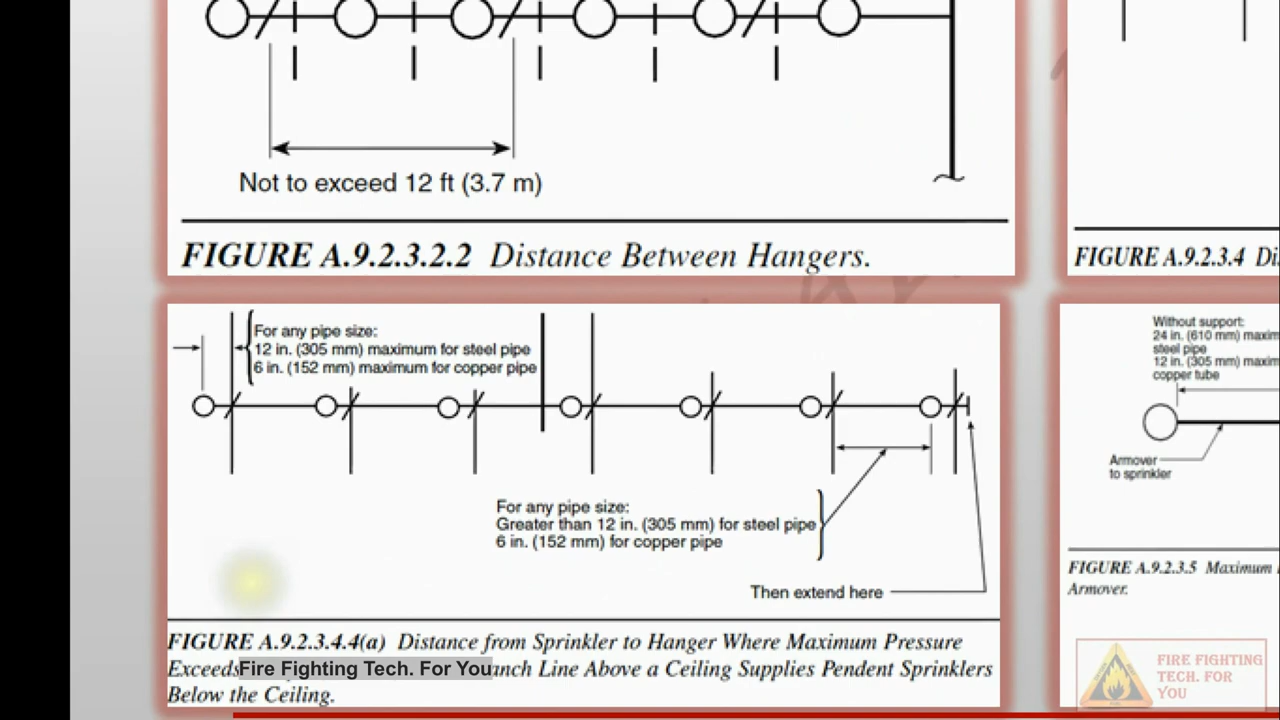 Not to exceed 12 ft (3.7 m)
FIGURE A.9.2.3.2.2 Distance Between Hangers.
FIGURE A.9.2.3.4
For any pipe size:
12 in. (305 mm) maximum for steel pipe
6 in. (152 mm) maximum for copper pipe
For any pipe size:
Greater than 12 in. (305 mm) for steel pipe
6 in. (152 mm) for copper pipe
Then extend here
FIGURE A.9.2.3.4.4(a) Distance from Sprinkler to Hanger Where Maximum Pressure
Exceeds Fire Fighting Tech. For You anch Line Above a Ceiling Supplies Pendent Sprinklers
Below the Ceiling.
Without support:
24 in. (610 mm) maxim
steel pipe
12 in. (305 mm) maxim
copper tube
Armover
to sprinkler
FIGURE A.9.2.3.5 Maximum
Armover.
FIRE FIGHTING
TECH. FOR
YOU